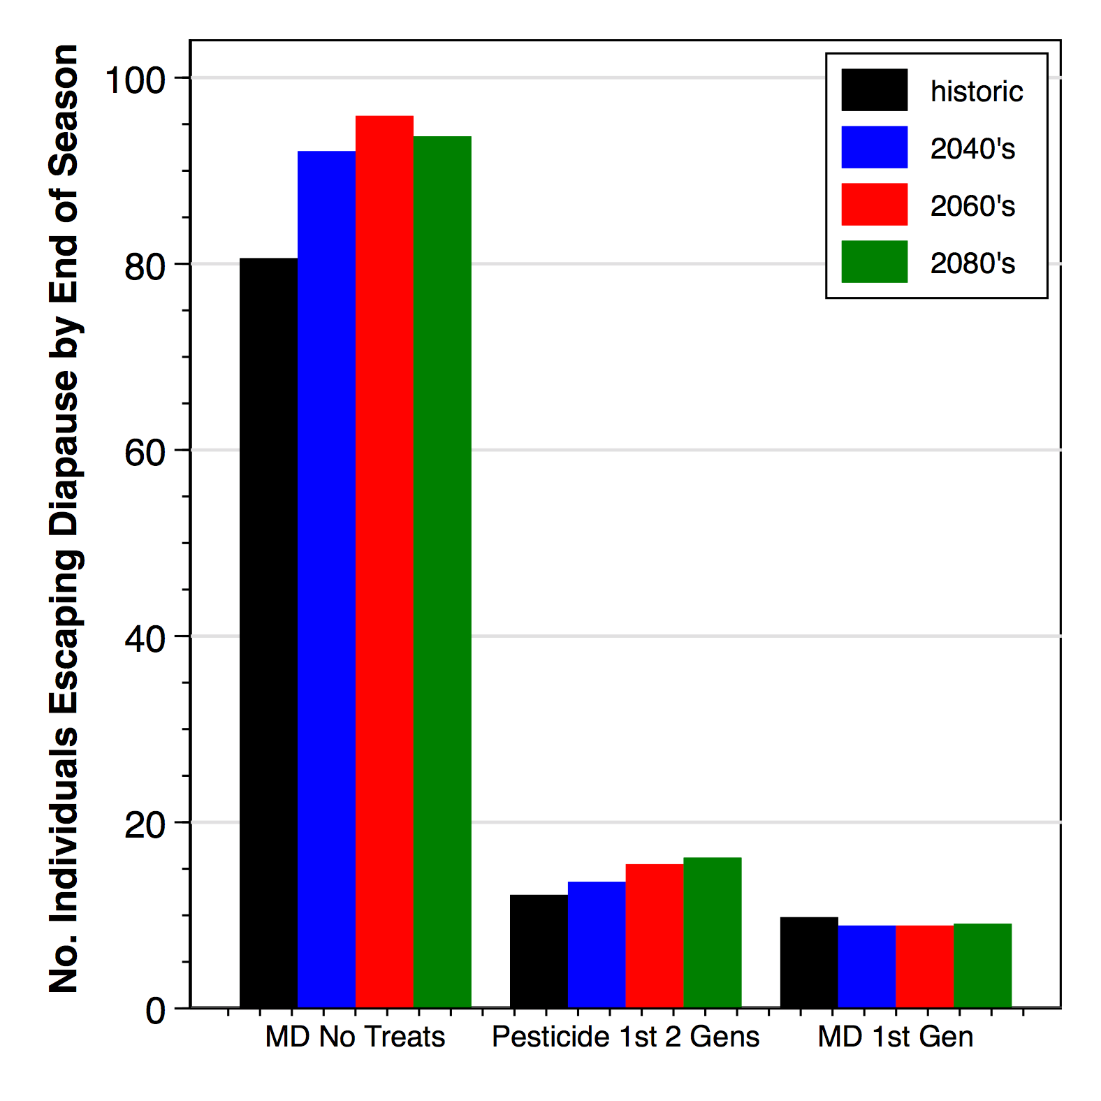 No. Individuals Escaping Diapause by End of Season
100
80
60
40
20
0
historic
2040's
2060's
2080's
MD No Treats
Pesticide 1st 2 Gens
MD 1st Gen